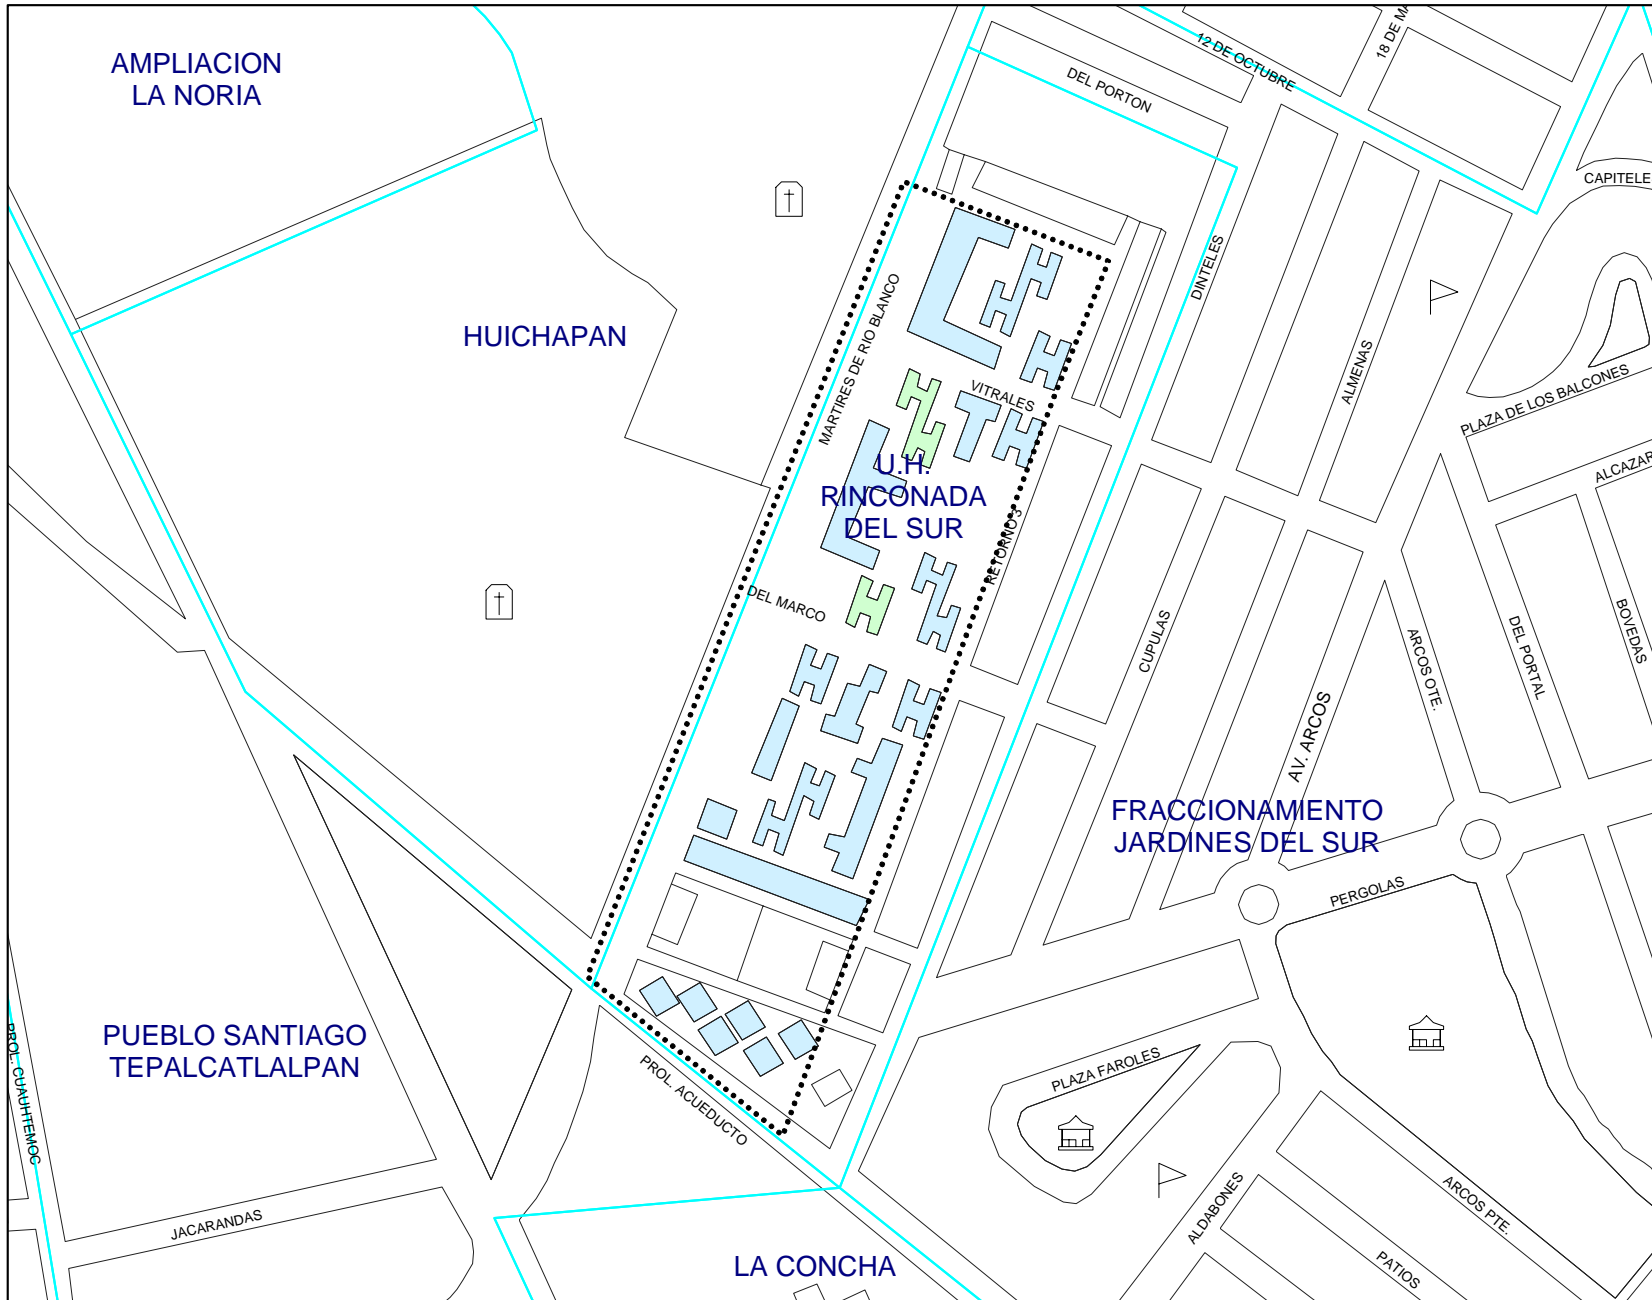 AMPLIACION
LA NORIA
12 DE OCTUBRE
18 DE MA
DEL PORTON
CAPITELE
HUICHAPAN
MARTIRES DE RIO BLANCO
DINTELES
ALMENAS
PLAZA DE LOS BALCONES
ALCAZAR
VITRALES
U.H.
RINCONADA
DEL SUR
RETORNO 3
DEL MARCO
CUPULAS
ARCOS OTE.
DEL PORTAL
BOVEDAS
AV. ARCOS
FRACCIONAMIENTO
JARDINES DEL SUR
PERGOLAS
PUEBLO SANTIAGO
TEPALCATLALPAN
PROL. CUAUHTEMOC
PROL. ACUEDUCTO
PLAZA FAROLES
JACARANDAS
ALDABONES
ARCOS PTE.
PATIOS
LA CONCHA